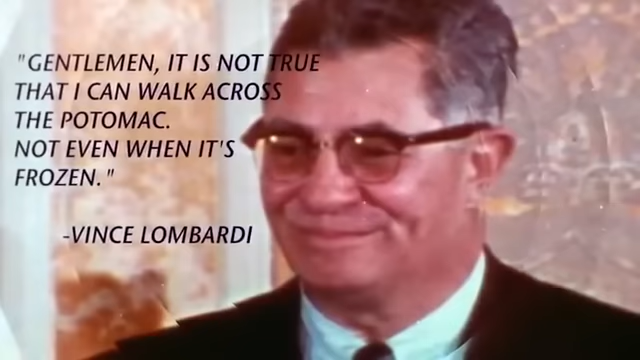 "GENTLEMEN, IT IS NOT TRUE
THAT I CAN WALK ACROSS
THE POTOMAC.
NOT EVEN WHEN IT'S
FROZEN."
-VINCE LOMBARDI